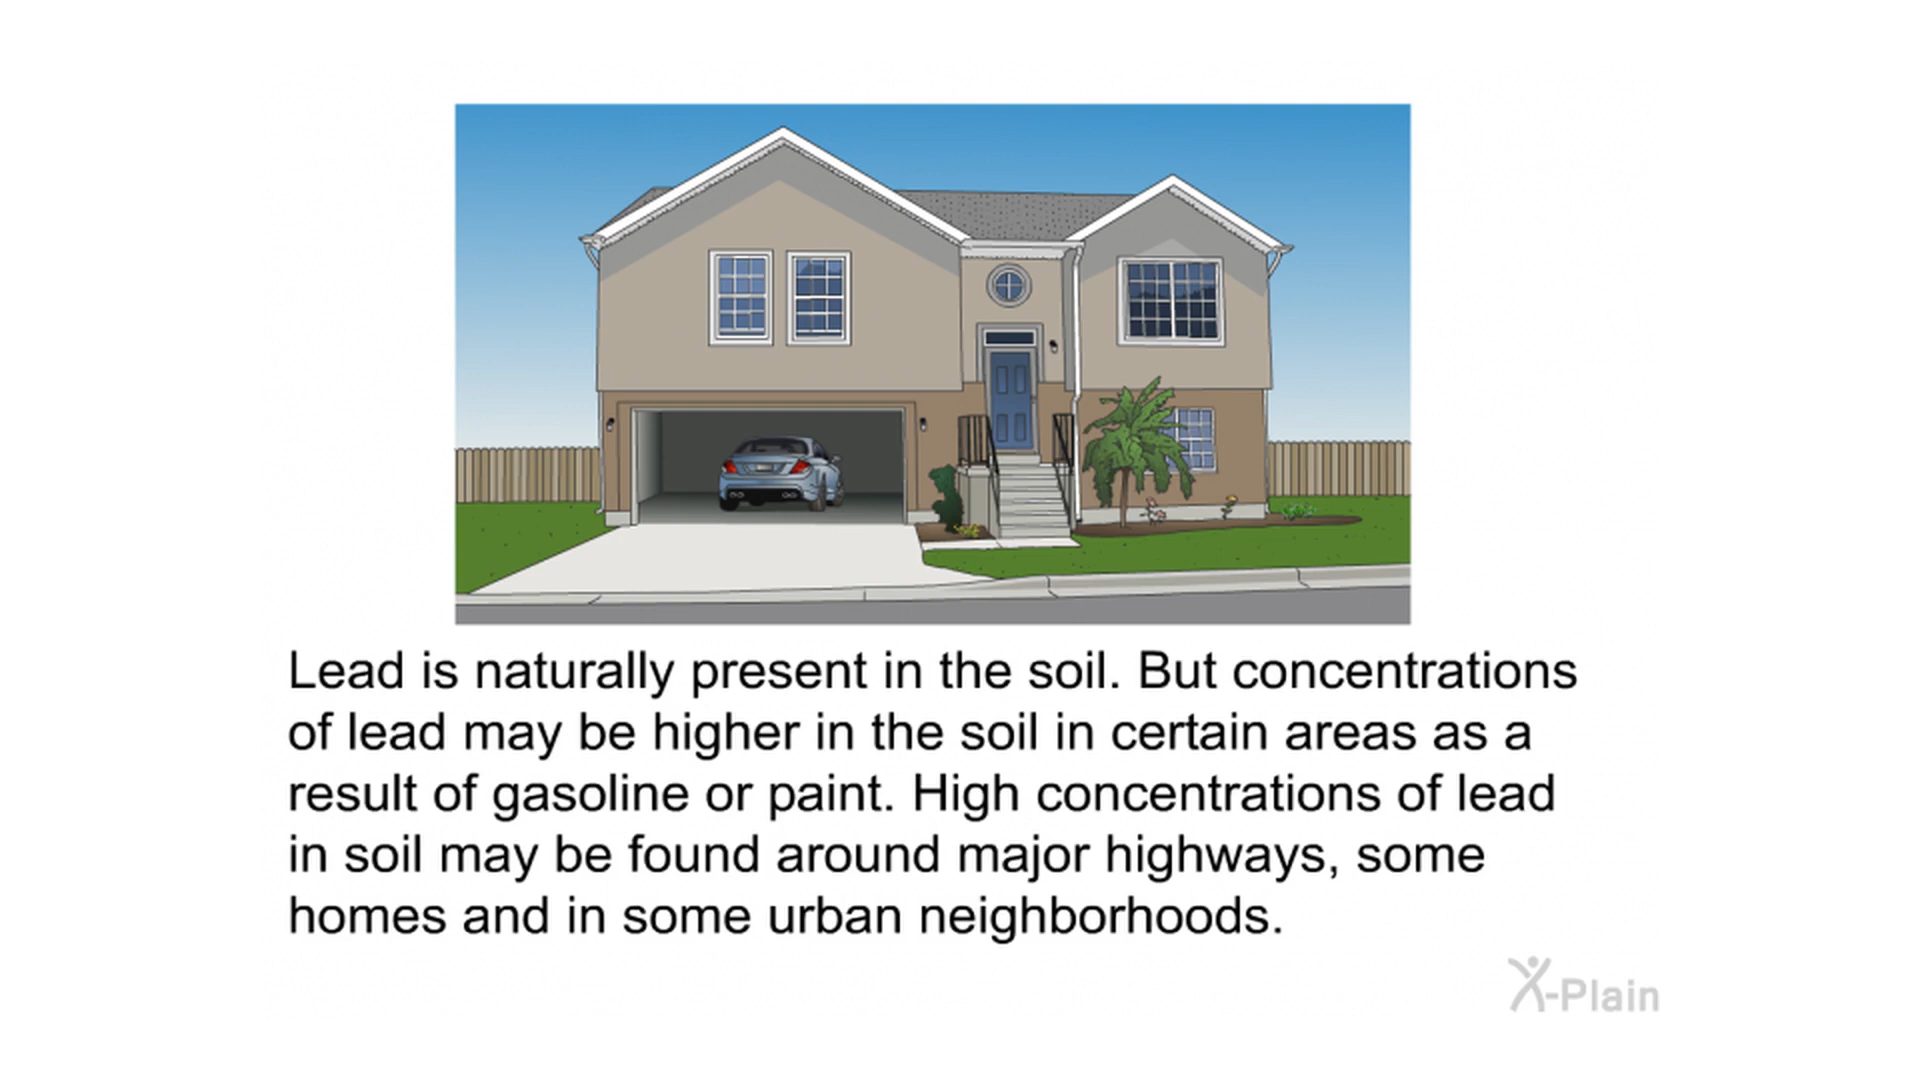 Lead is naturally present in the soil. But concentrations
of lead may be higher in the soil in certain areas as a
result of gasoline or paint. High concentrations of lead
in soil may be found around major highways, some
homes and in some urban neighborhoods.
X-Plain